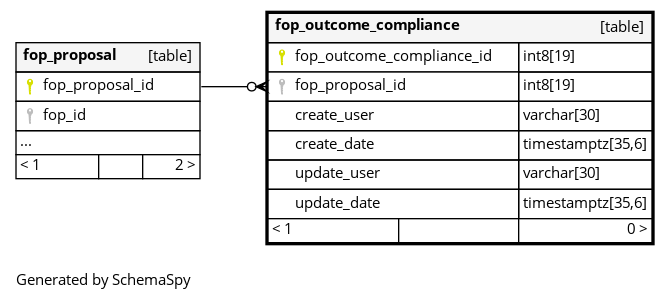 fop_proposal [table]
fop_proposal_id
fop_id
...
< 1 2 >
fop_outcome_compliance [table]
fop_outcome_compliance_id int8[19]
fop_proposal_id int8[19]
create_user varchar[30]
create_date timestamptz[35,6]
update_user varchar[30]
update_date timestamptz[35,6]
< 1 0 >
Generated by SchemaSpy